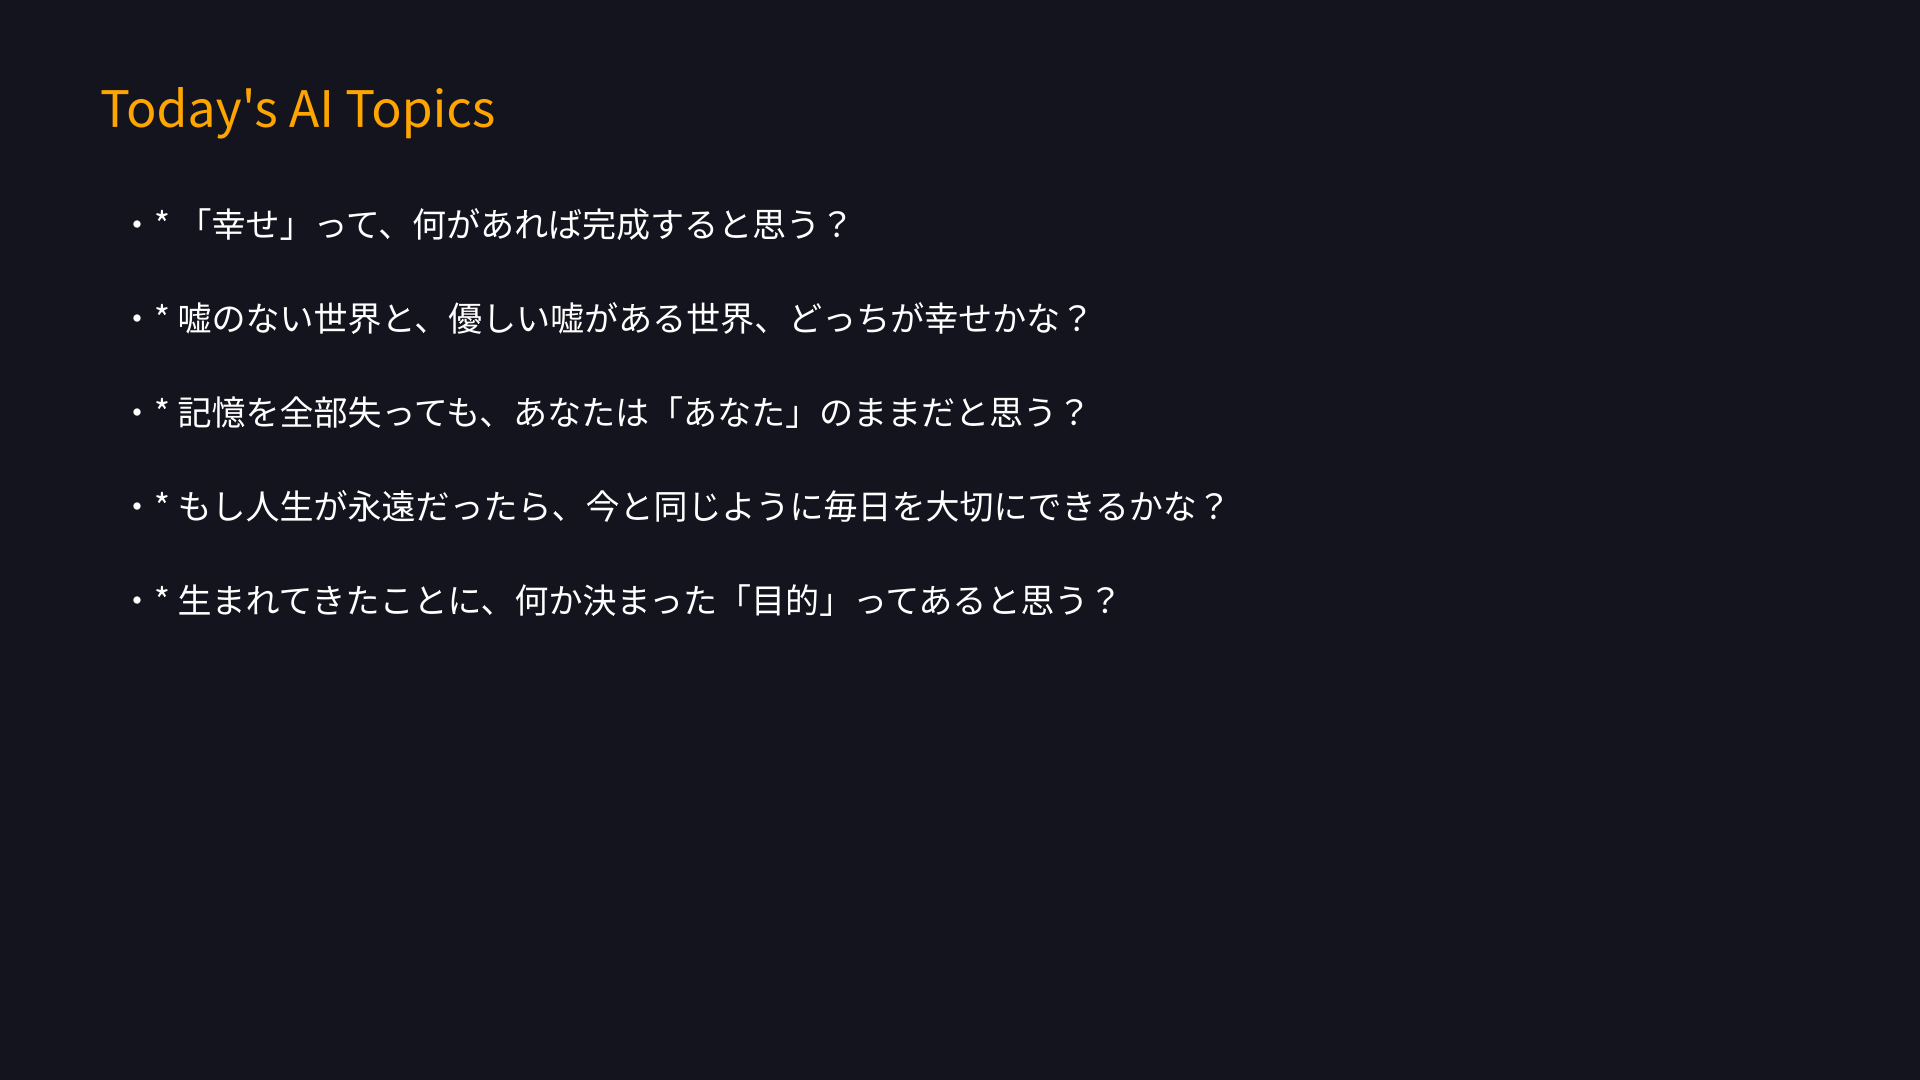 Today's AI Topics
・* 「幸せ」って、何があれば完成すると思う？
・* 嘘のない世界と、優しい嘘がある世界、どっちが幸せかな？
・* 記憶を全部失っても、あなたは「あなた」のままだと思う？
・* もし人生が永遠だったら、今と同じように毎日を大切にできるかな？
・* 生まれてきたことに、何か決まった「目的」ってあると思う？